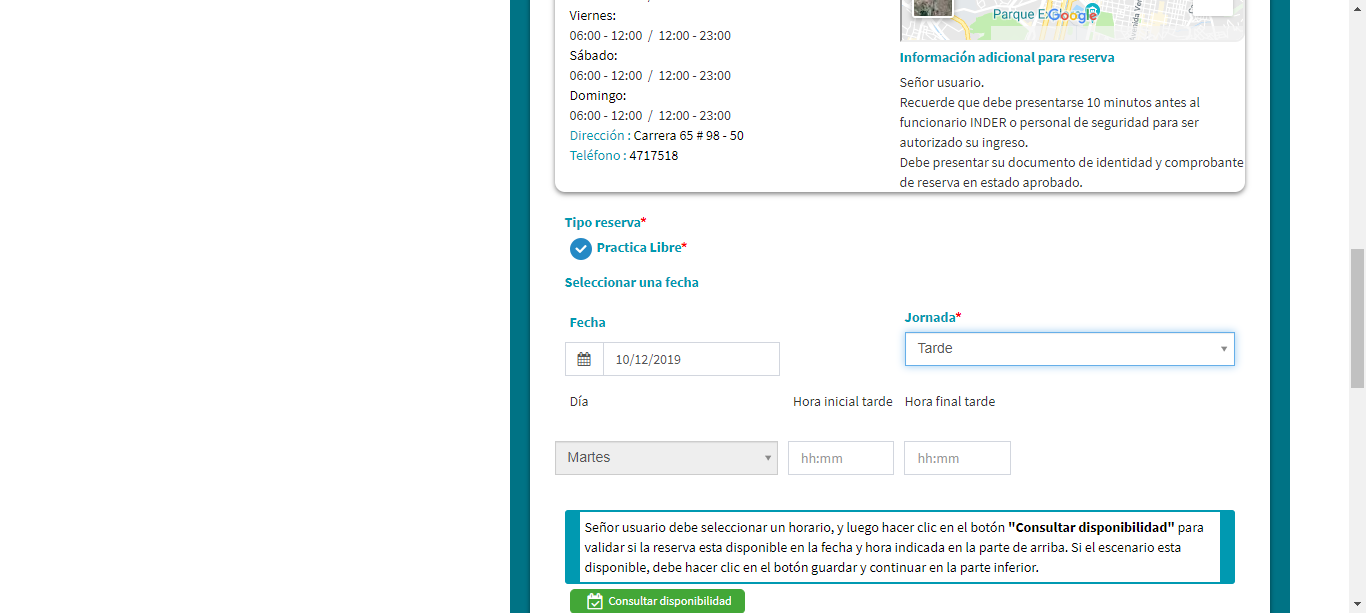 Viernes:
06:00 - 12:00 / 12:00 - 23:00
Sábado:
06:00 - 12:00 / 12:00 - 23:00
Domingo:
06:00 - 12:00 / 12:00 - 23:00
Dirección : Carrera 65 # 98 - 50
Teléfono : 4717518
Parque Ex
Google
Información adicional para reserva
Señor usuario.
Recuerde que debe presentarse 10 minutos antes al
funcionario INDER o personal de seguridad para ser
autorizado su ingreso.
Debe presentar su documento de identidad y comprobante
de reserva en estado aprobado.
Tipo reserva*
Practica Libre*
Seleccionar una fecha
Fecha
Jornada*
10/12/2019
Tarde
Día
Hora inicial tarde
Hora final tarde
Martes
hh:mm
hh:mm
Señor usuario debe seleccionar un horario, y luego hacer clic en el botón "Consultar disponibilidad" para
validar si la reserva esta disponible en la fecha y hora indicada en la parte de arriba. Si el escenario esta
disponible, debe hacer clic en el botón guardar y continuar en la parte inferior.
Consultar disponibilidad